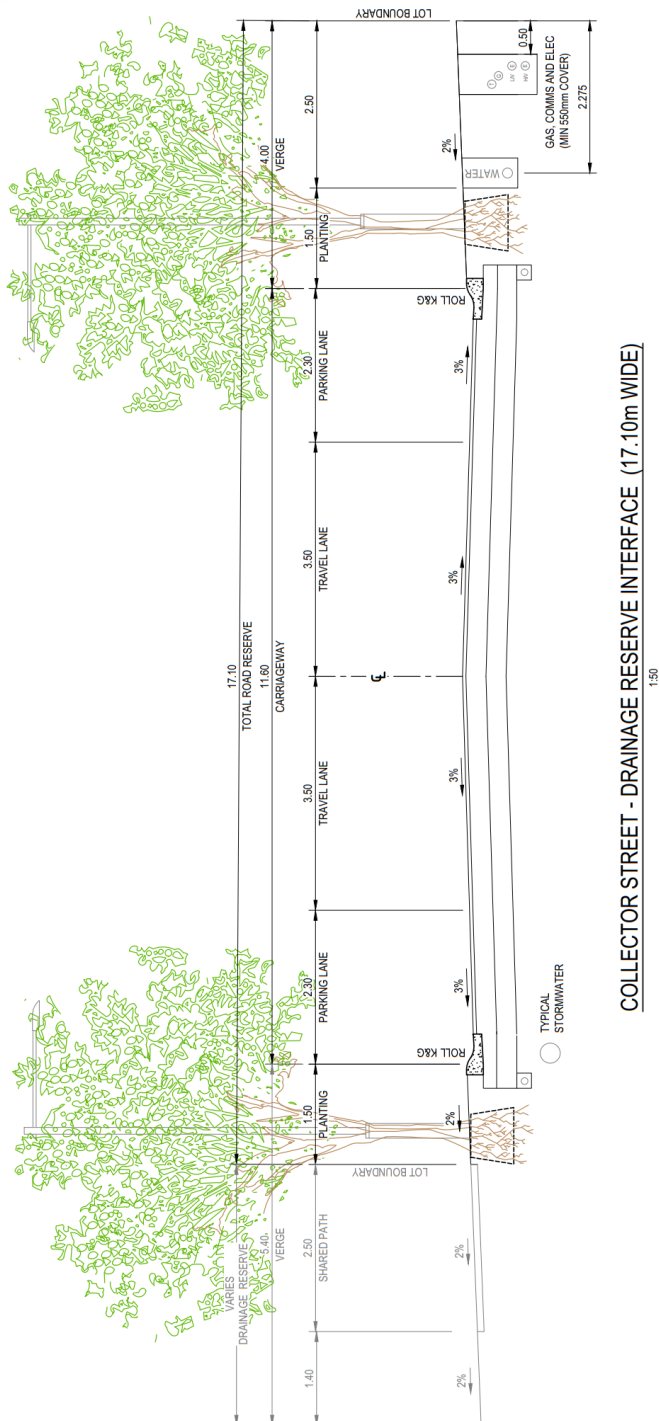 VARIES
DRAINAGE RESERVE
17.10
TOTAL ROAD RESERVE
5.40
VERGE
11.60
CARRIAGEWAY
4.00
VERGE
1.40
2.50
SHARED PATH
1.50
PLANTING
2.30
PARKING LANE
3.50
TRAVEL LANE
3.50
TRAVEL LANE
2.30
PARKING LANE
1.50
PLANTING
2.50
LOT BOUNDARY
LOT BOUNDARY
℄
ROLL K&G
ROLL K&G
2%
2%
2%
3%
3%
3%
3%
2%
WATER
T
G
LV E
HV E
0.50
GAS, COMMS AND ELEC
(MIN 550mm COVER)
2.275
TYPICAL
STORMWATER
COLLECTOR STREET - DRAINAGE RESERVE INTERFACE (17.10m WIDE)
1:50